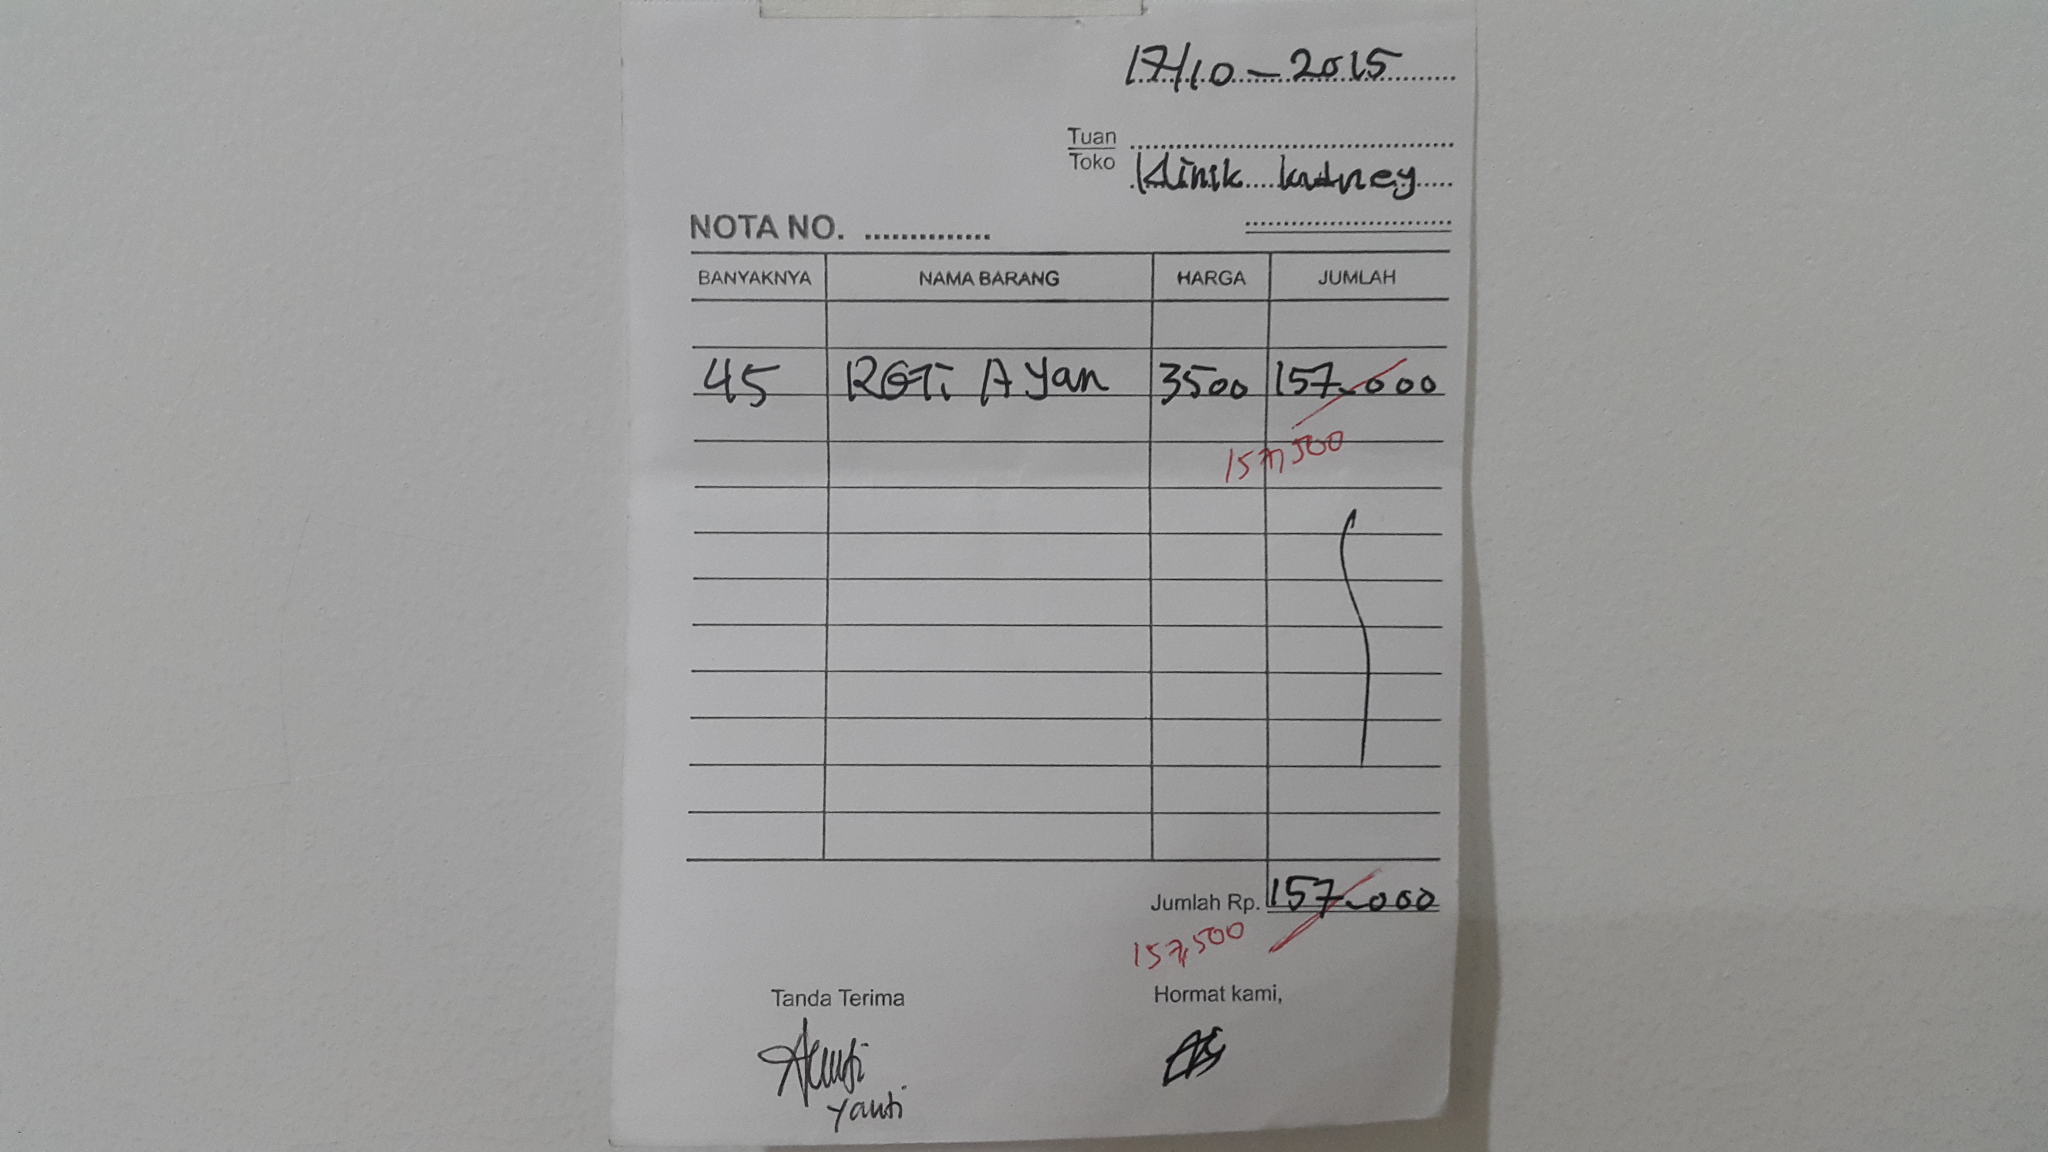 17/10-2015
Tuan
Toko Klinik kidney
NOTA NO.
BANYAKNYA NAMA BARANG HARGA JUMLAH
45 ROTi AYan 3500 157.000
157,500
Jumlah Rp. 157.000
157,500
Tanda Terima Hormat kami,
Yanti